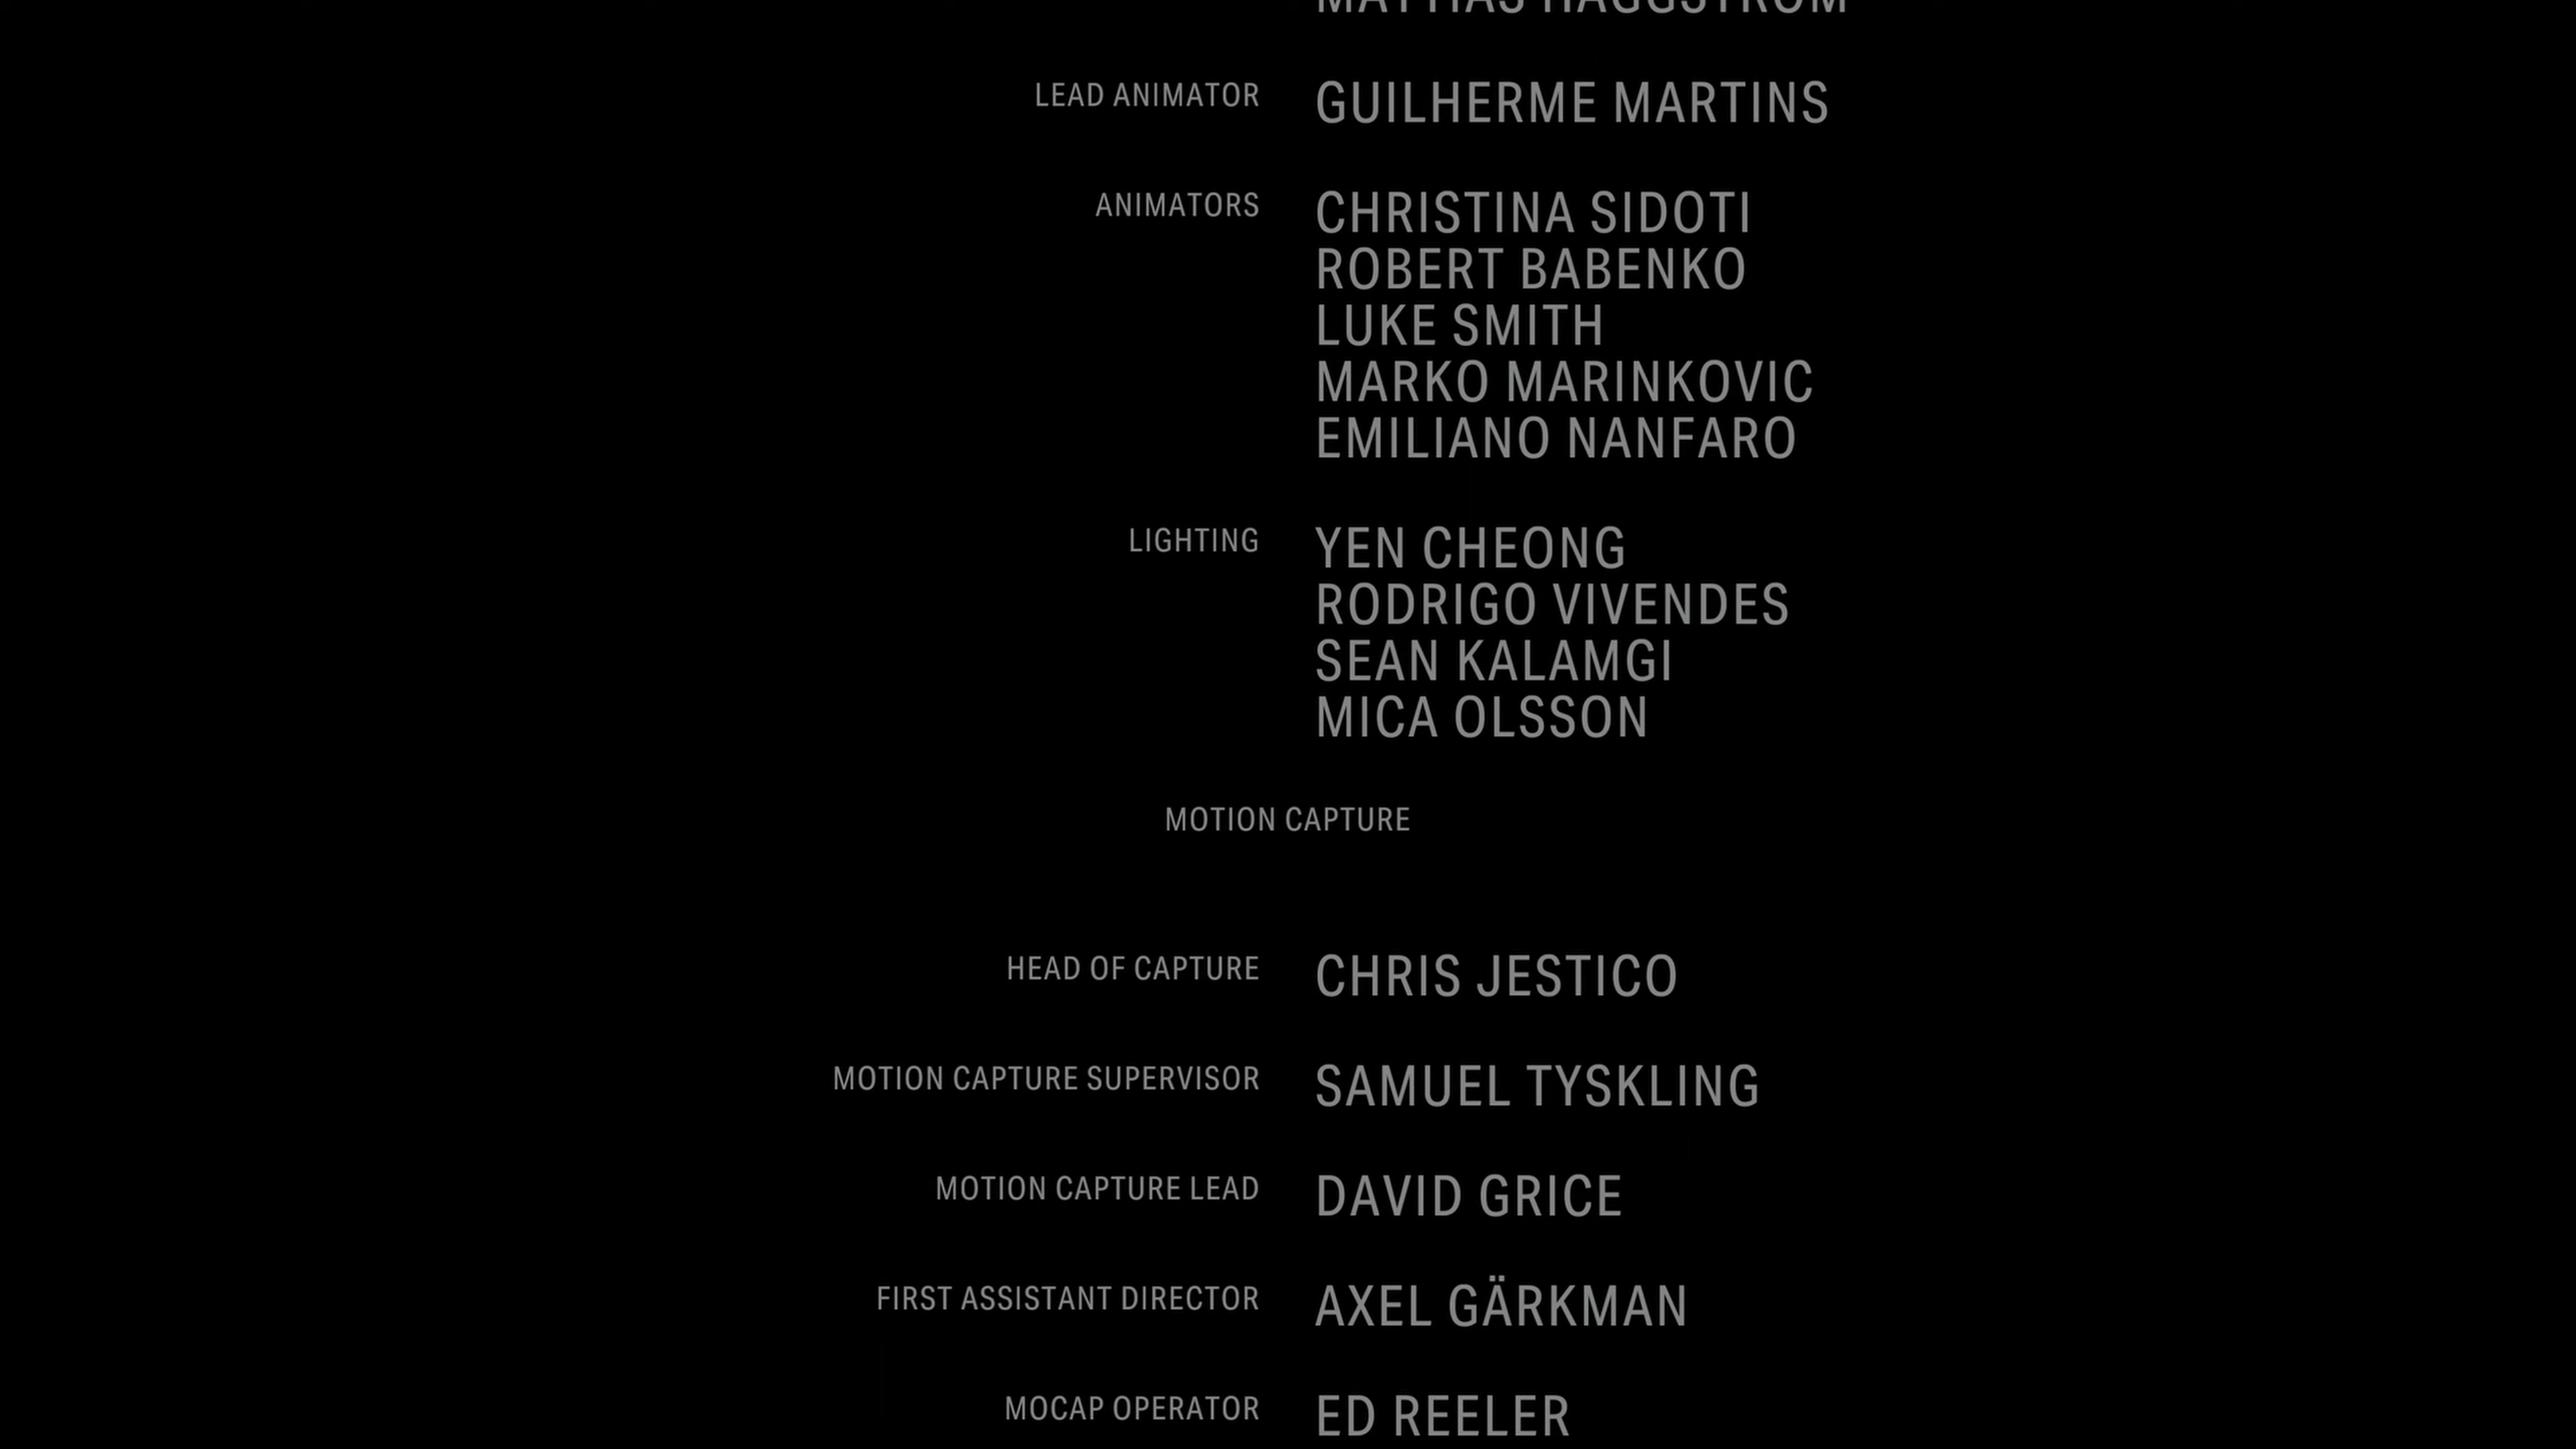 LEAD ANIMATOR GUILHERME MARTINS
ANIMATORS CHRISTINA SIDOTI
ROBERT BABENKO
LUKE SMITH
MARKO MARINKOVIC
EMILIANO NANFARO
LIGHTING YEN CHEONG
RODRIGO VIVENDES
SEAN KALAMGI
MICA OLSSON
MOTION CAPTURE
HEAD OF CAPTURE CHRIS JESTICO
MOTION CAPTURE SUPERVISOR SAMUEL TYSKLING
MOTION CAPTURE LEAD DAVID GRICE
FIRST ASSISTANT DIRECTOR AXEL GÄRKMAN
MOCAP OPERATOR ED REELER